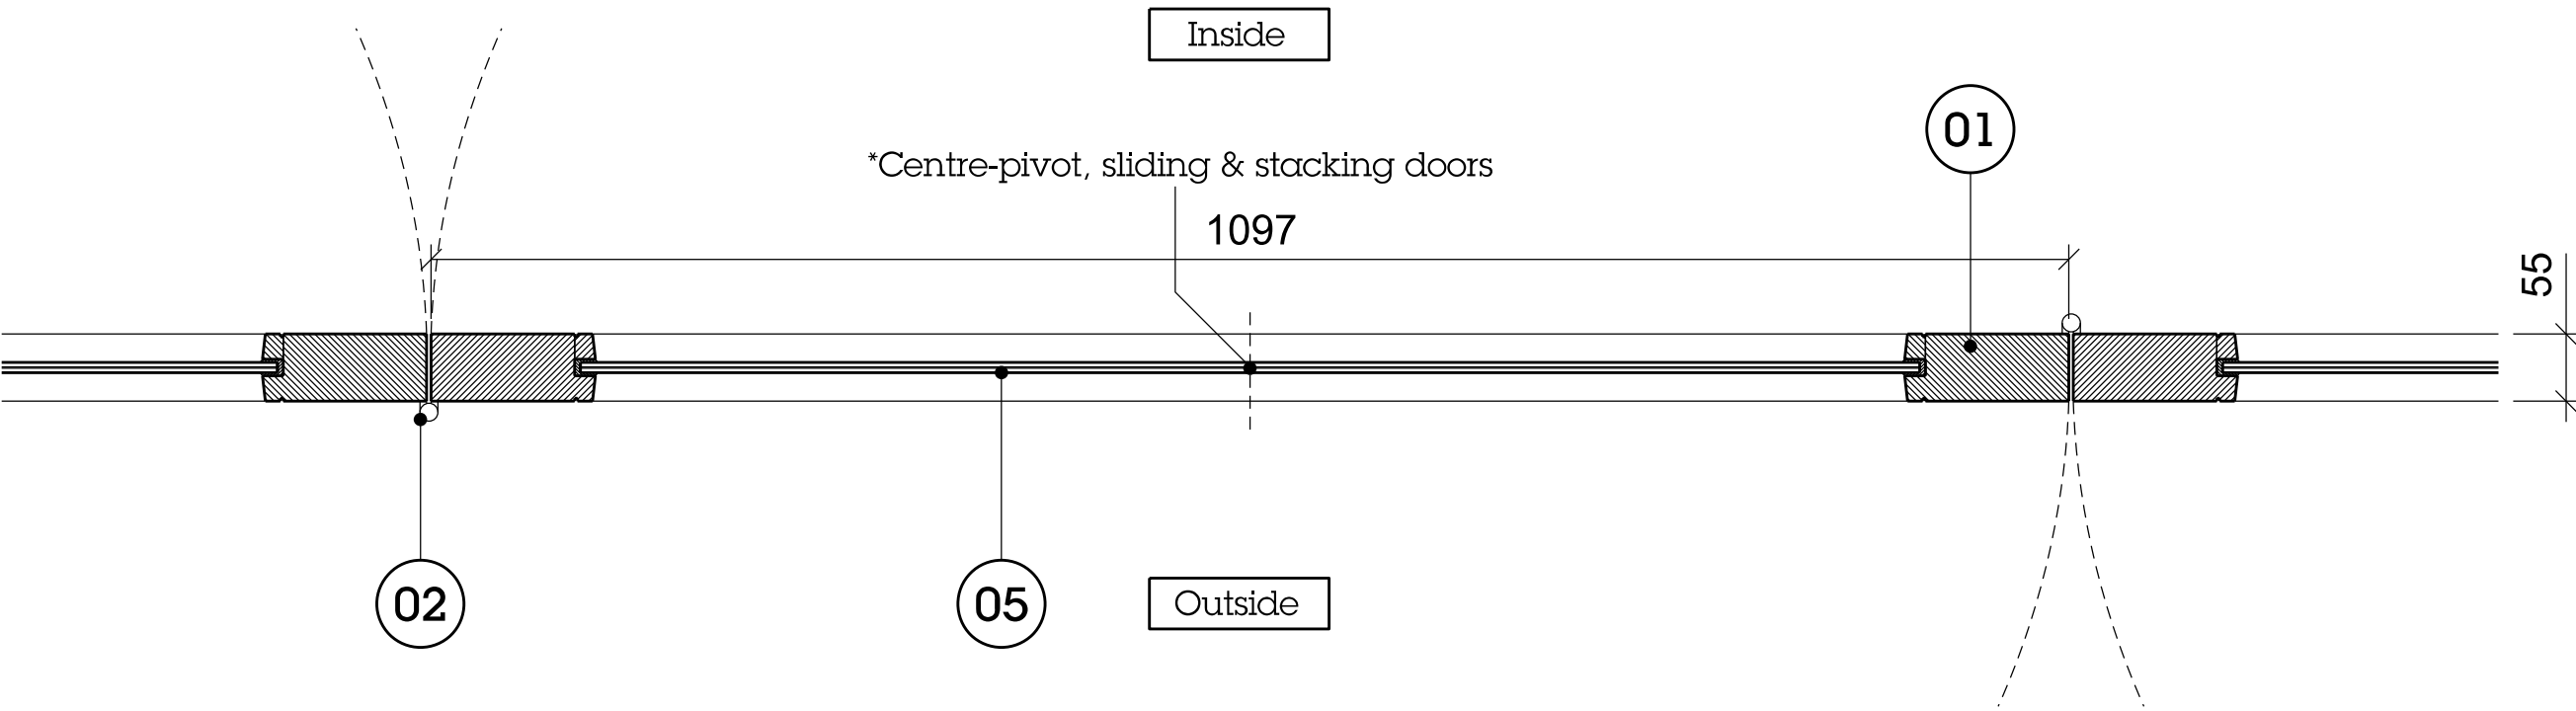 Inside
01
*Centre-pivot, sliding & stacking doors
1097
55
02
05
Outside